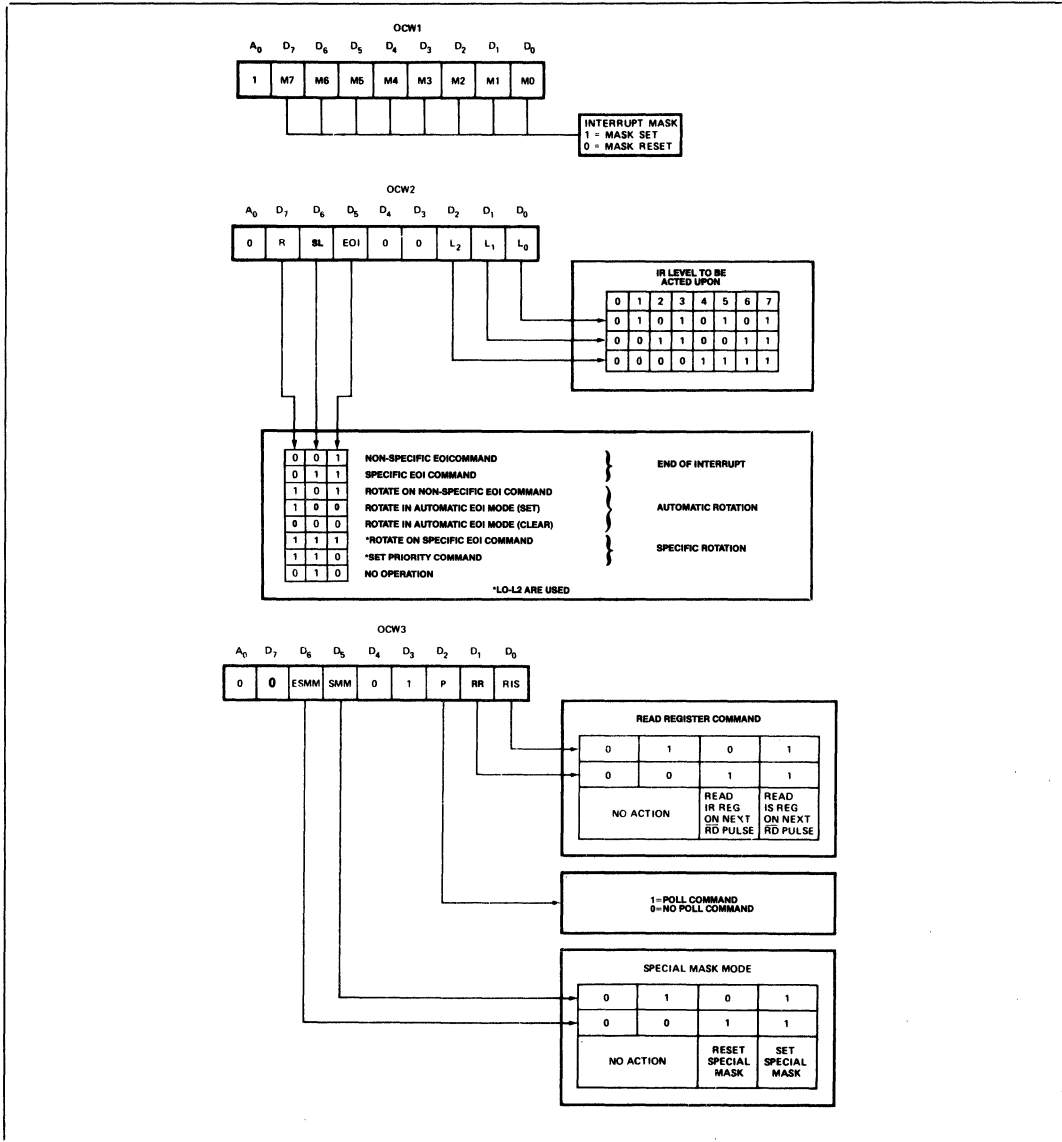 OCW1
A0 D7 D6 D5 D4 D3 D2 D1 D0
1 M7 M6 M5 M4 M3 M2 M1 M0
INTERRUPT MASK
1 = MASK SET
0 = MASK RESET
OCW2
A0 D7 D6 D5 D4 D3 D2 D1 D0
0 R SL EOI 0 0 L2 L1 L0
IR LEVEL TO BE
ACTED UPON
0 1 2 3 4 5 6 7
0 1 0 1 0 1 0 1
0 0 1 1 0 0 1 1
0 0 0 0 1 1 1 1
0 0 1 NON-SPECIFIC EOICOMMAND
0 1 1 SPECIFIC EOI COMMAND
END OF INTERRUPT
1 0 1 ROTATE ON NON-SPECIFIC EOI COMMAND
1 0 0 ROTATE IN AUTOMATIC EOI MODE (SET)
0 0 0 ROTATE IN AUTOMATIC EOI MODE (CLEAR)
AUTOMATIC ROTATION
1 1 1 *ROTATE ON SPECIFIC EOI COMMAND
1 1 0 *SET PRIORITY COMMAND
SPECIFIC ROTATION
0 1 0 NO OPERATION
*LO-L2 ARE USED
OCW3
A0 D7 D6 D5 D4 D3 D2 D1 D0
0 0 ESMM SMM 0 1 P RR RIS
READ REGISTER COMMAND
0 1 0 1
0 0 1 1
NO ACTION
READ
IR REG
ON NEXT
RD PULSE
READ
IS REG
ON NEXT
RD PULSE
1=POLL COMMAND
0=NO POLL COMMAND
SPECIAL MASK MODE
0 1 0 1
0 0 1 1
NO ACTION
RESET
SPECIAL
MASK
SET
SPECIAL
MASK